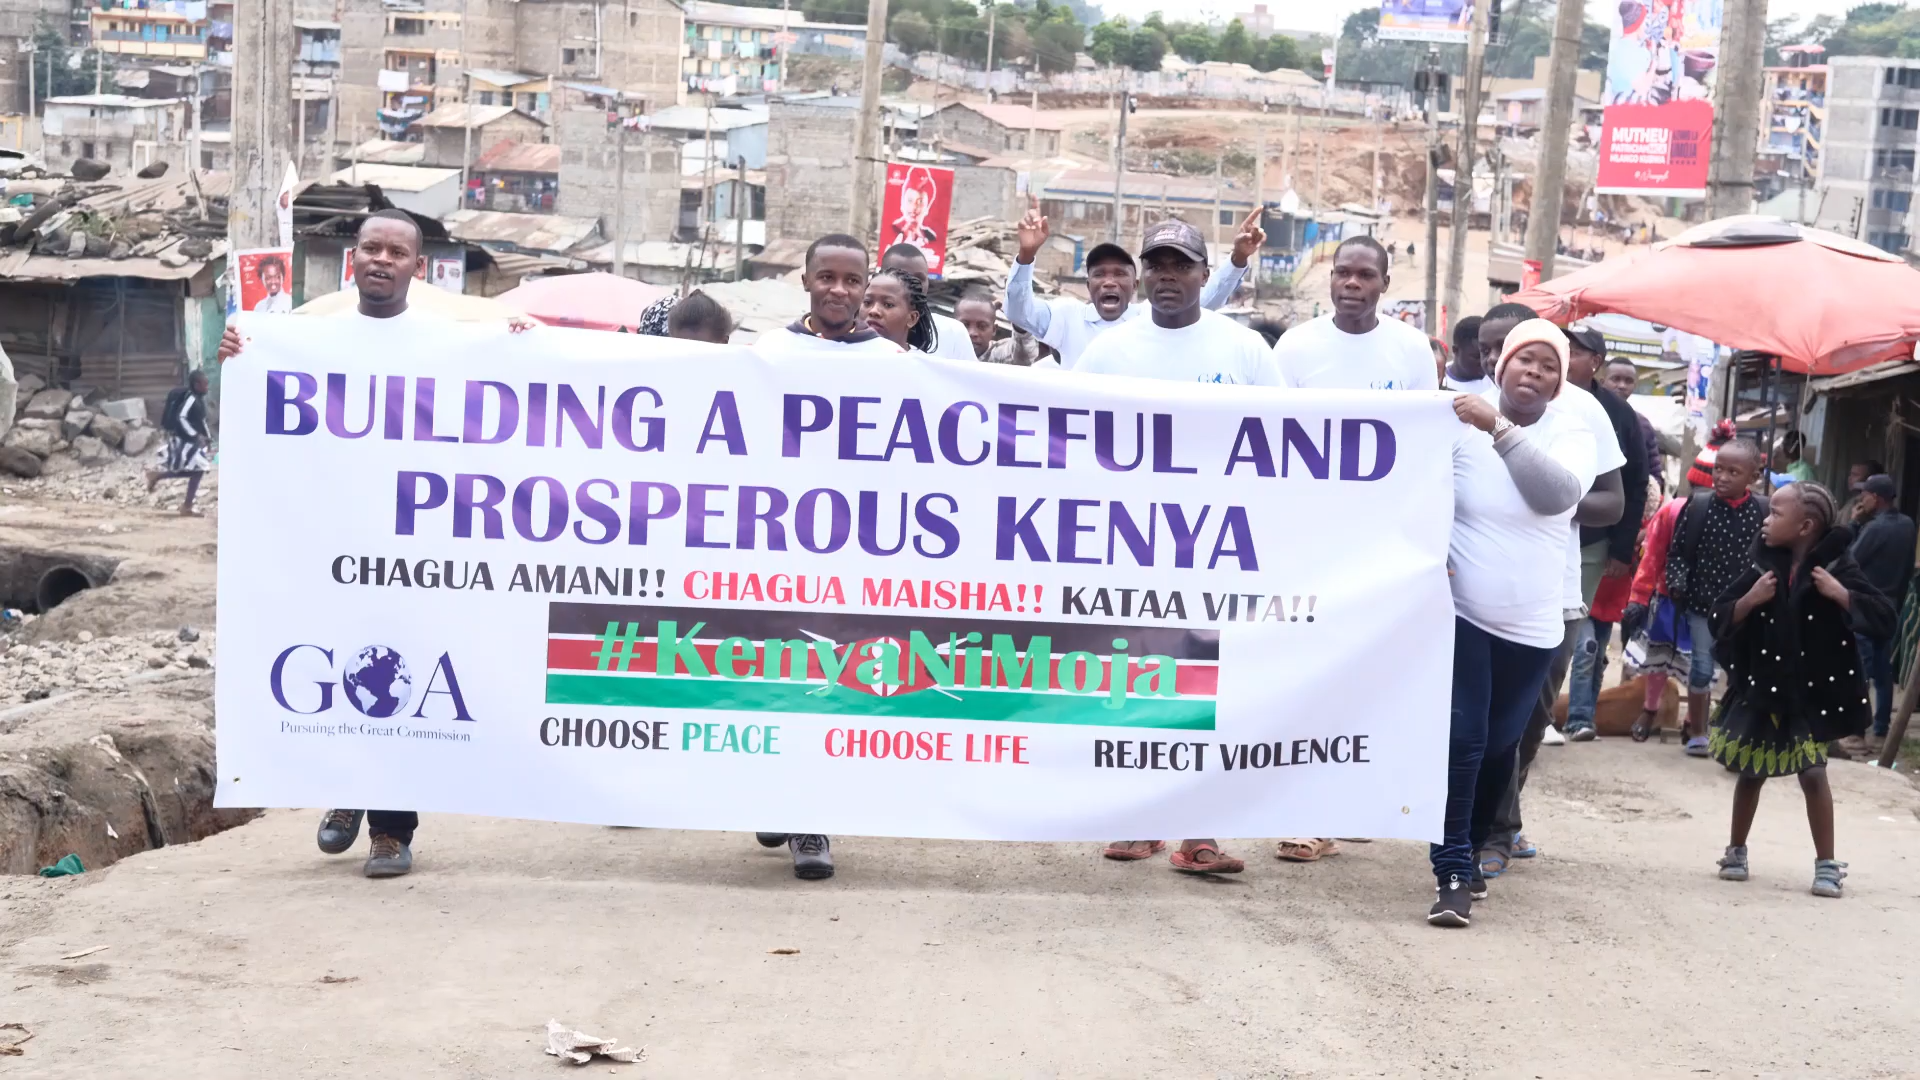 MUTHEU
BUILDING A PEACEFUL AND
PROSPEROUS KENYA
CHAGUA AMANI!! CHAGUA MAISHA!! KATAA VITA!!
#KenyaNiMoja
GOA
Pursuing the Great Commission
CHOOSE PEACE CHOOSE LIFE REJECT VIOLENCE